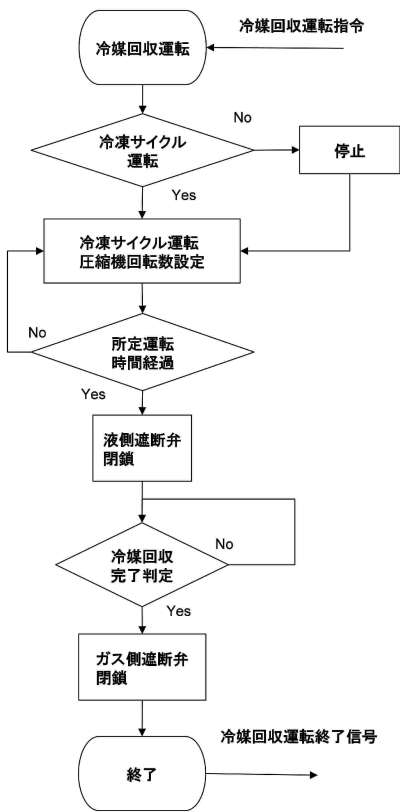 冷媒回収運転指令
冷媒回収運転
冷凍サイクル
運転
No
停止
Yes
冷凍サイクル運転
圧縮機回転数設定
No
所定運転
時間経過
Yes
液側遮断弁
閉鎖
冷媒回収
完了判定
No
Yes
ガス側遮断弁
閉鎖
冷媒回収運転終了信号
終了